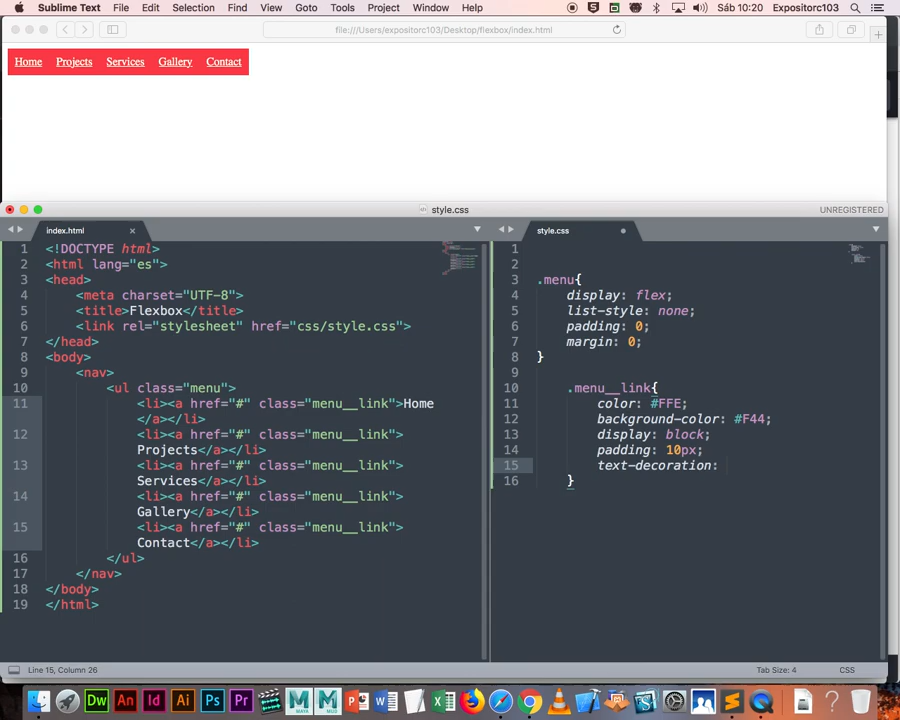 Sublime Text File Edit Selection Find View Goto Tools Project Window Help Sáb 10:20 Expositorc103
file:///Users/expositorc103/Desktop/flexbox/index.html
Home Projects Services Gallery Contact
style.css UNREGISTERED
index.html
1 <!DOCTYPE html>
2 <html lang="es">
3 <head>
4 <meta charset="UTF-8">
5 <title>Flexbox</title>
6 <link rel="stylesheet" href="css/style.css">
7 </head>
8 <body>
9 <nav>
10 <ul class="menu">
11 <li><a href="#" class="menu__link">Home
</a></li>
12 <li><a href="#" class="menu__link">
Projects</a></li>
13 <li><a href="#" class="menu__link">
Services</a></li>
14 <li><a href="#" class="menu__link">
Gallery</a></li>
15 <li><a href="#" class="menu__link">
Contact</a></li>
16 </ul>
17 </nav>
18 </body>
19 </html>
style.css
1
2
3 .menu{
4 display: flex;
5 list-style: none;
6 padding: 0;
7 margin: 0;
8 }
9
10 .menu__link{
11 color: #FFE;
12 background-color: #F44;
13 display: block;
14 padding: 10px;
15 text-decoration:
16 }
Line 15, Column 26 Tab Size: 4 CSS
Dw An Id Ai Ps Pr MAYA MUD